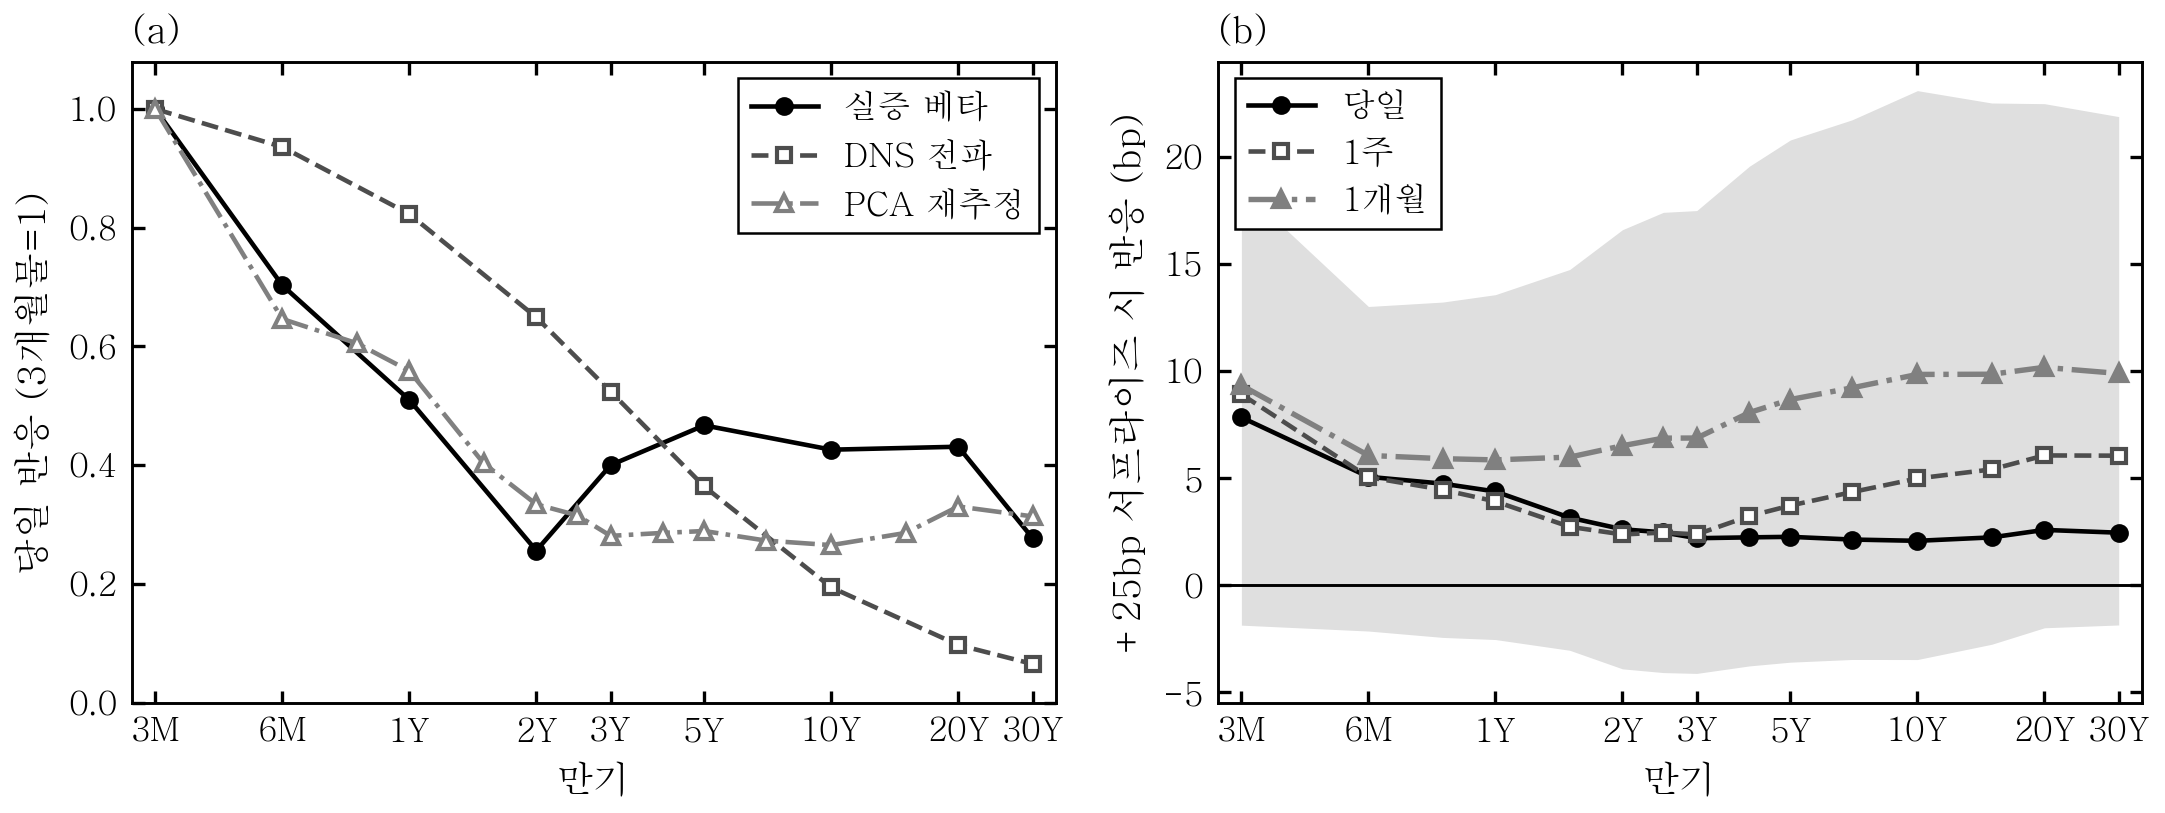 (a)
당일 반응 (3개월물=1)
1.0
0.8
0.6
0.4
0.2
0.0
실증 베타
DNS 전파
PCA 재추정
3M 6M 1Y 2Y 3Y 5Y 10Y 20Y 30Y
만기
(b)
+25bp 서프라이즈 시 반응 (bp)
20
15
10
5
0
-5
당일
1주
1개월
3M 6M 1Y 2Y 3Y 5Y 10Y 20Y 30Y
만기